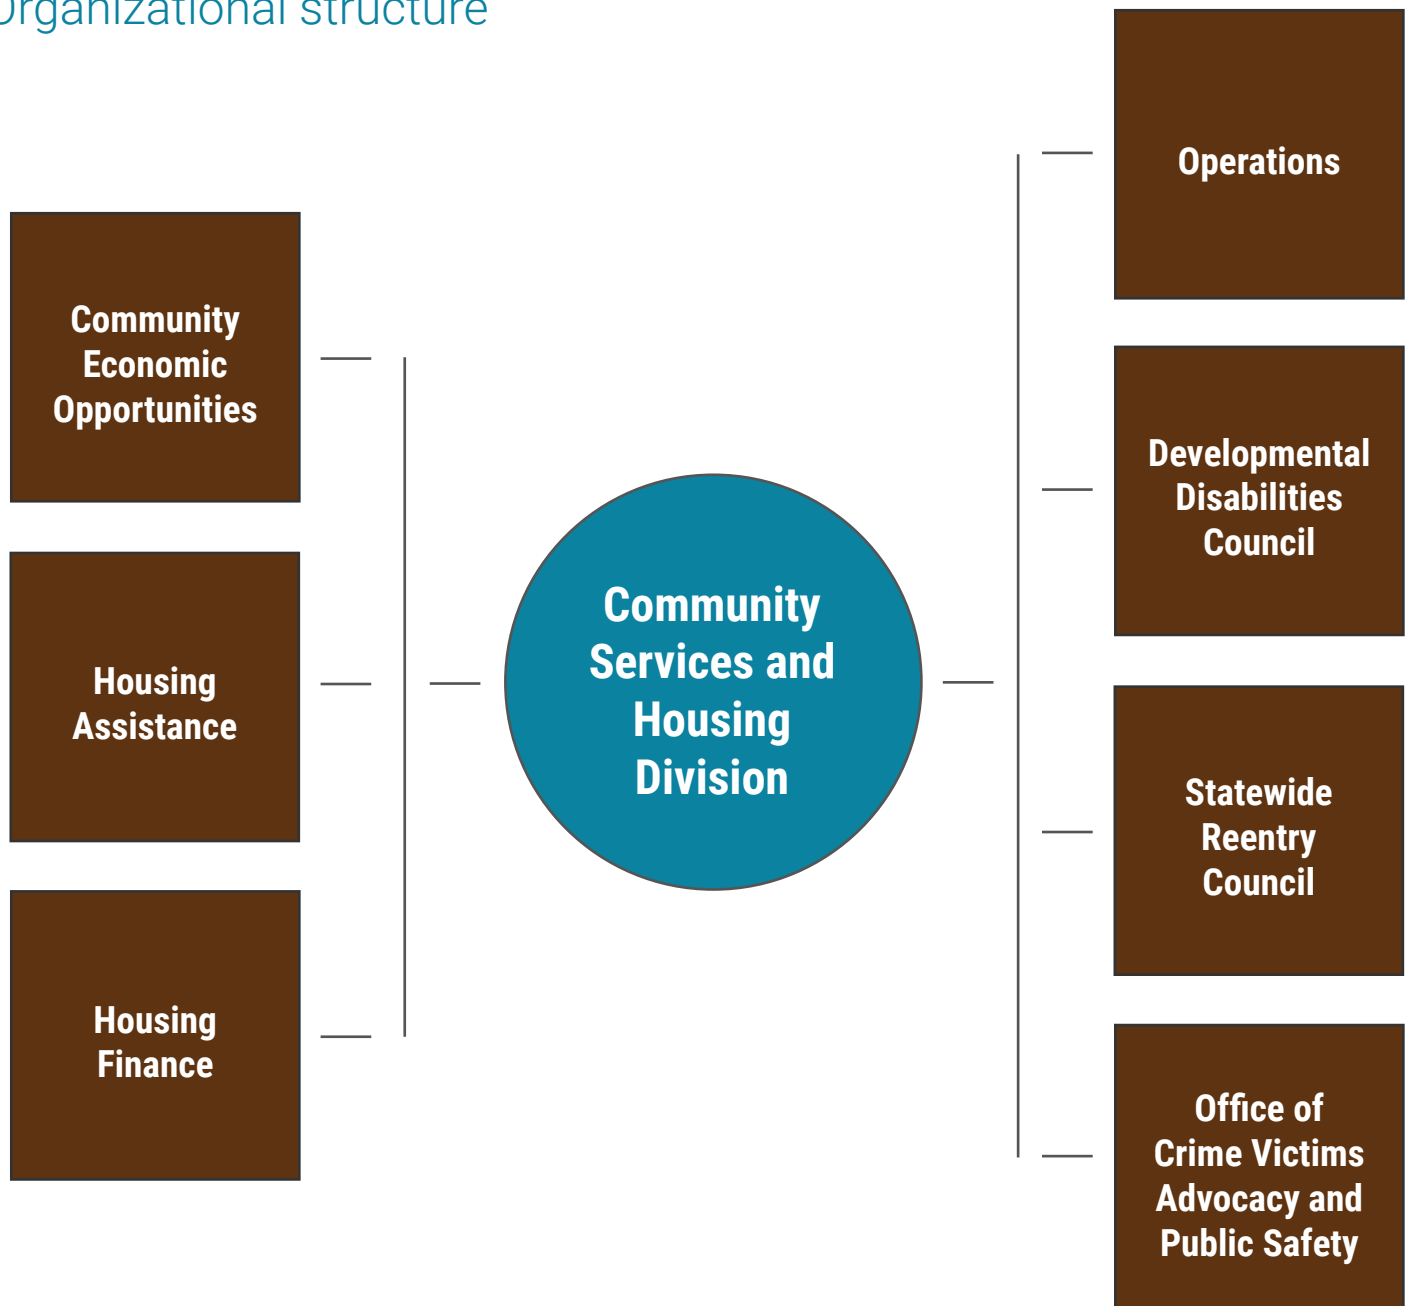 Organizational structure
Community
Economic
Opportunities
Housing
Assistance
Housing
Finance
Community
Services and
Housing
Division
Operations
Developmental
Disabilities
Council
Statewide
Reentry
Council
Office of
Crime Victims
Advocacy and
Public Safety